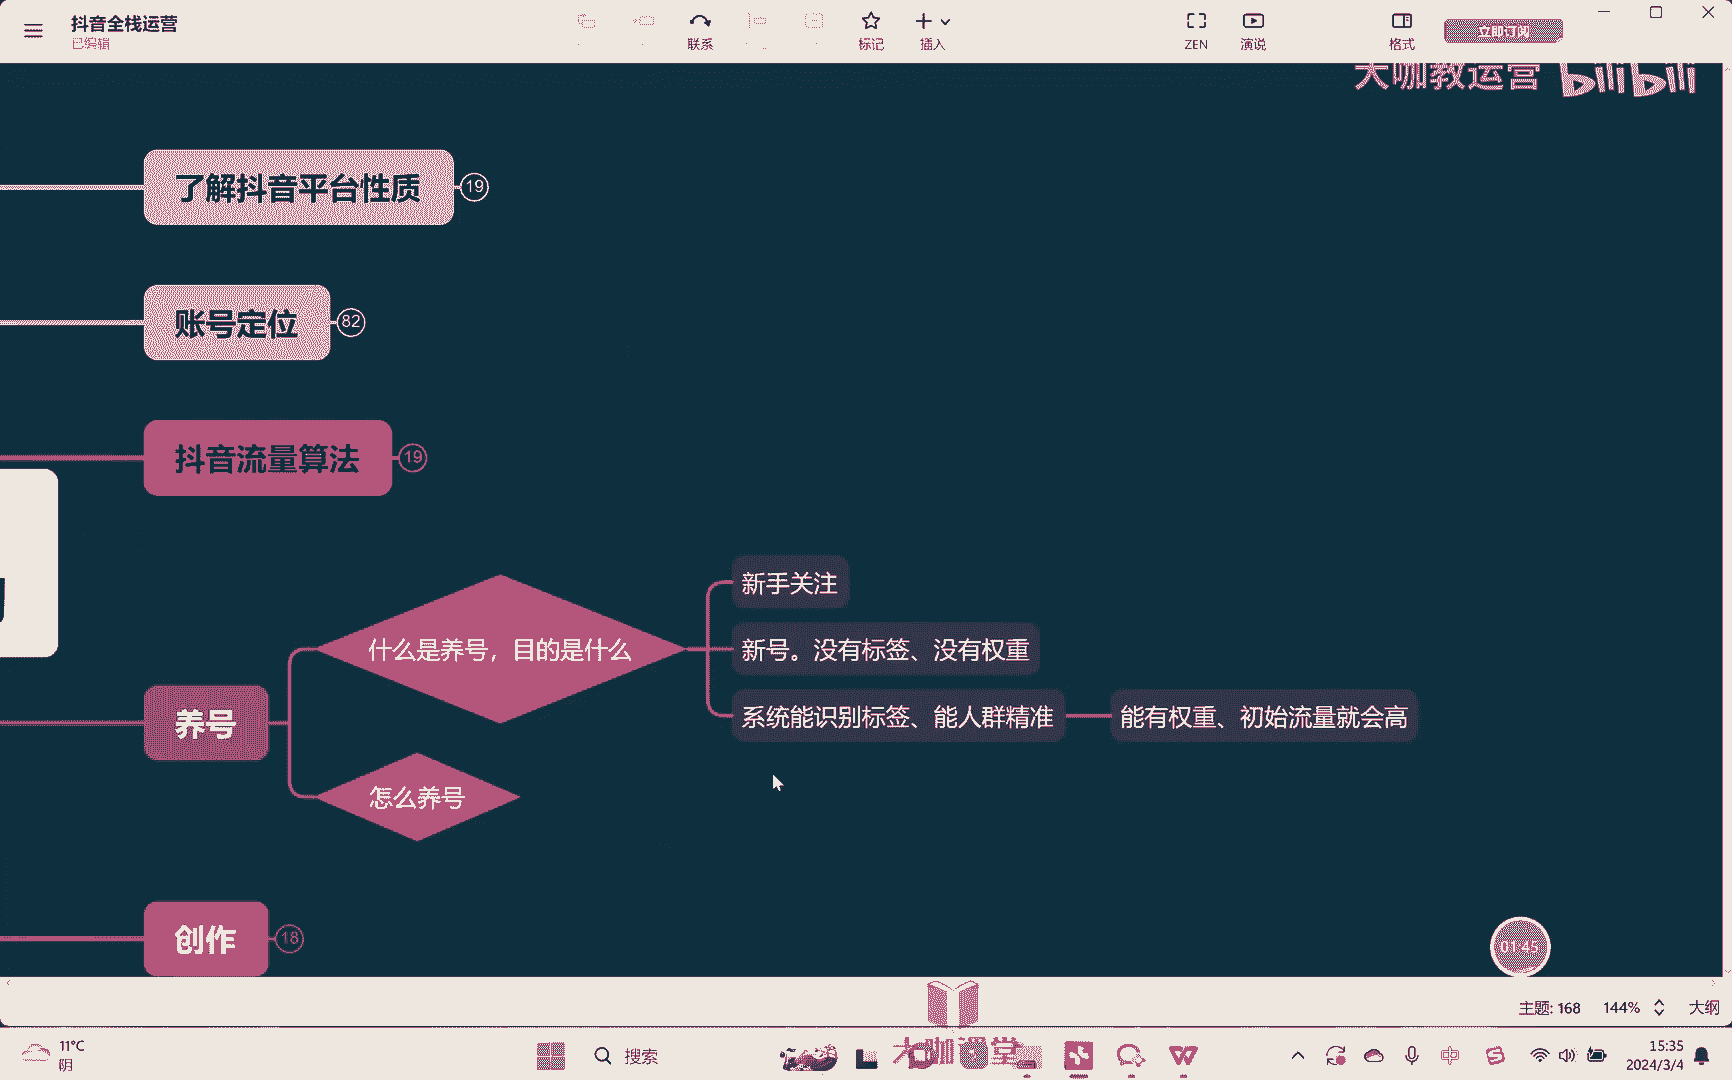 抖音全栈运营
已编辑
联系
标记
插入
ZEN
演说
格式
立即订阅
大咖教运营 bilibili
了解抖音平台性质 19
账号定位 82
抖音流量算法 19
新手关注
什么是养号，目的是什么
新号。没有标签、没有权重
系统能识别标签、能人群精准
能有权重、初始流量就会高
养号
怎么养号
创作 18
01:45
主题: 168
144%
大纲
11°C
阴
搜索
大咖课堂
中
15:35
2024/3/4